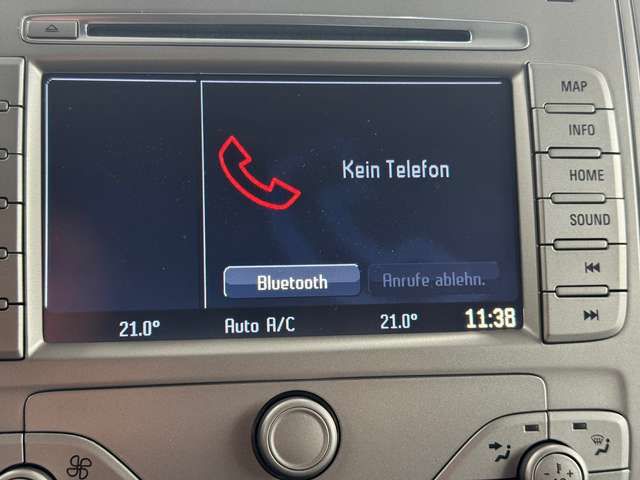 MAP
INFO
Kein Telefon
HOME
SOUND
Bluetooth
Anrufe ablehn.
21.0°
Auto A/C
21.0°
11:38